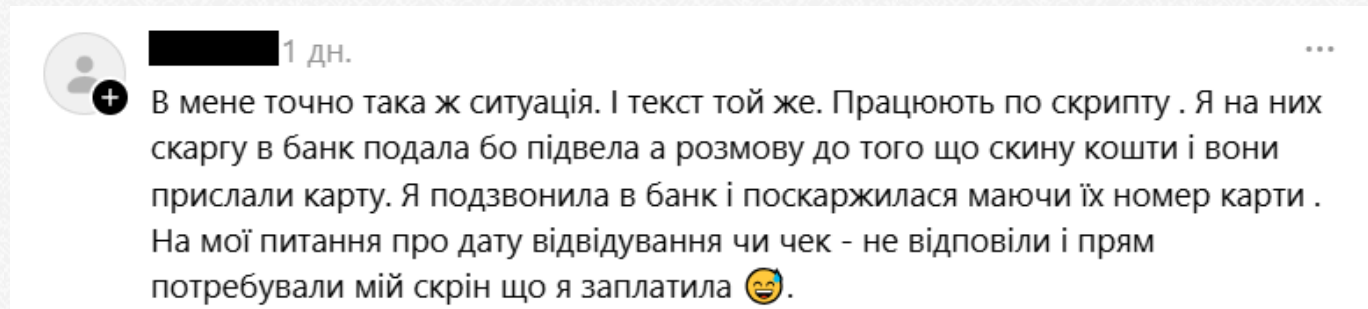 1 дн.
В мене точно така ж ситуація. І текст той же. Працюють по скрипту . Я на них
скаргу в банк подала бо підвела а розмову до того що скину кошти і вони
прислали карту. Я подзвонила в банк і поскаржилася маючи їх номер карти .
На мої питання про дату відвідування чи чек - не відповіли і прям
потребували мій скрін що я заплатила 😅.